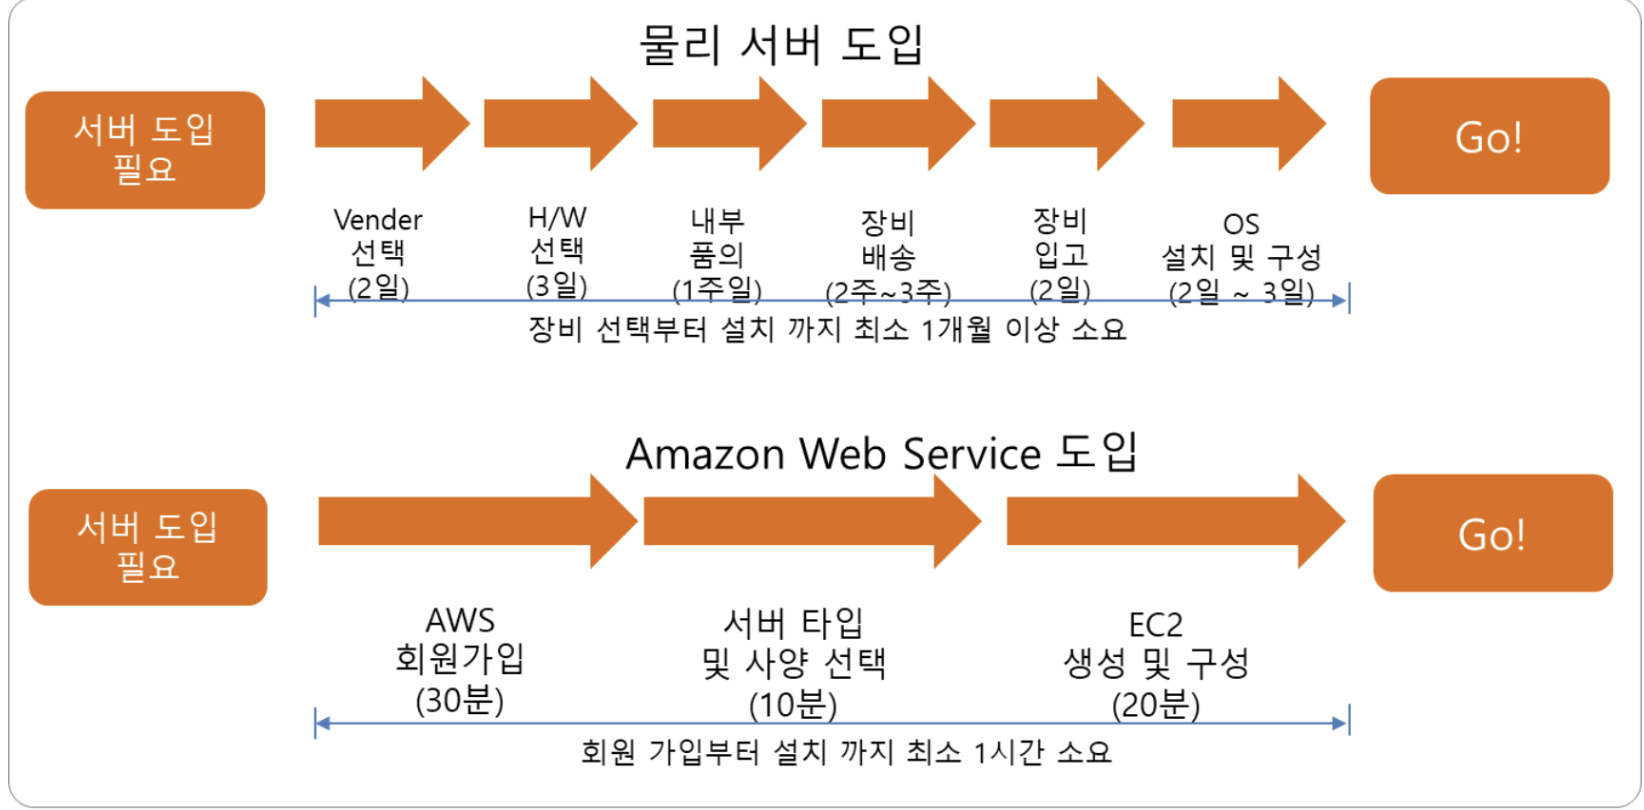 물리 서버 도입
서버 도입
필요
Go!
Vender
선택
(2일)
H/W
선택
(3일)
내부
품의
(1주일)
장비
배송
(2주~3주)
장비
입고
(2일)
OS
설치 및 구성
(2일 ~ 3일)
장비 선택부터 설치 까지 최소 1개월 이상 소요
Amazon Web Service 도입
서버 도입
필요
Go!
AWS
회원가입
(30분)
서버 타입
및 사양 선택
(10분)
EC2
생성 및 구성
(20분)
회원 가입부터 설치 까지 최소 1시간 소요